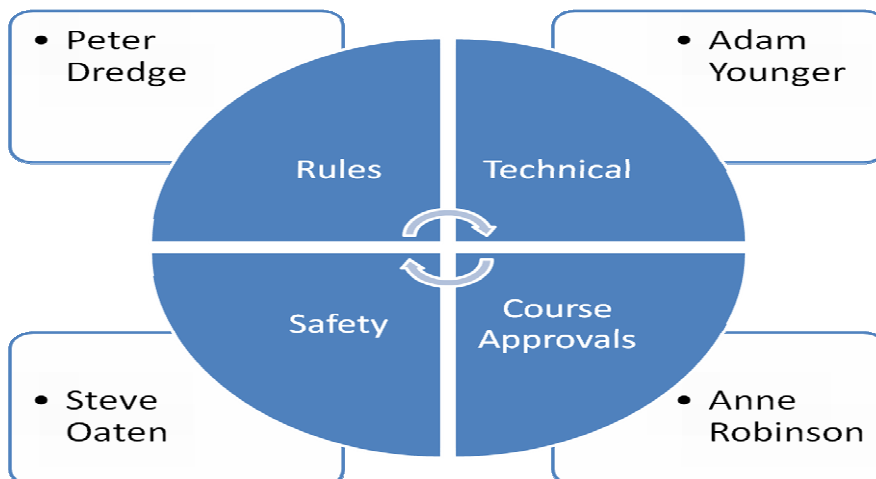 • Peter
Dredge
• Adam
Younger
Rules
Technical
Safety
Course
Approvals
• Steve
Oaten
• Anne
Robinson